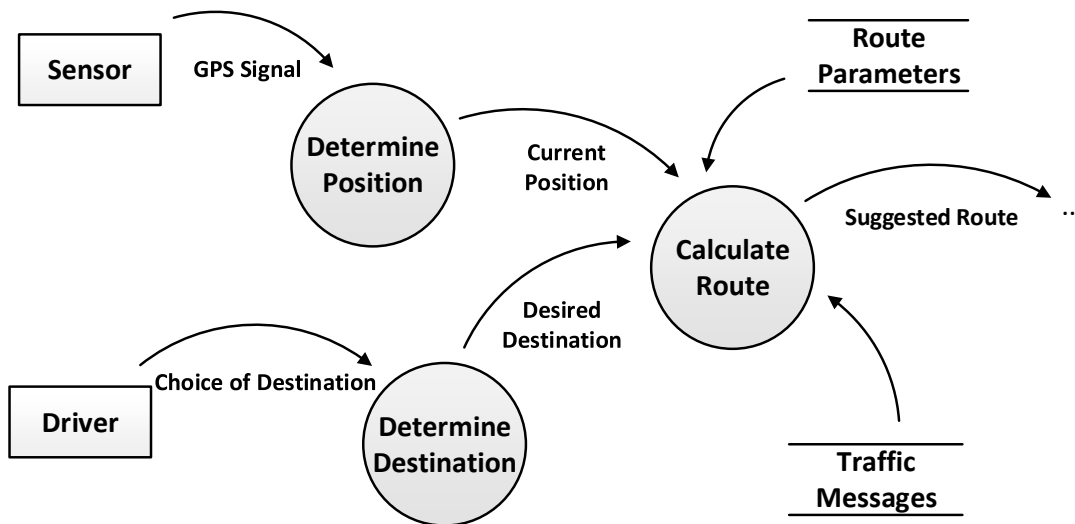 Sensor
GPS Signal
Determine
Position
Current
Position
Route
Parameters
Calculate
Route
Suggested Route
..
Driver
Choice of Destination
Determine
Destination
Desired
Destination
Traffic
Messages